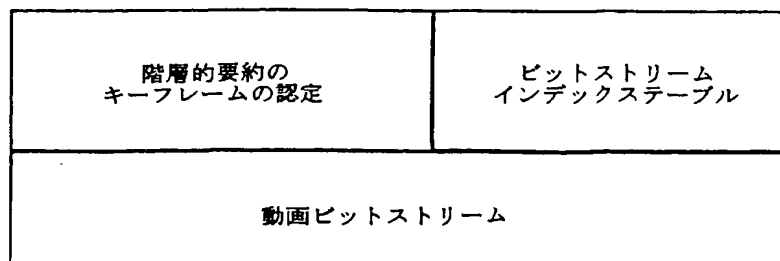 階層的要約の
キーフレームの認定
ビットストリーム
インデックステーブル
動画ビットストリーム